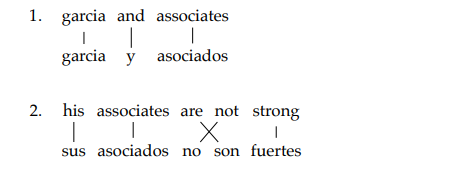 1. garcia and associates
garcia y asociados
2. his associates are not strong
sus asociados no son fuertes